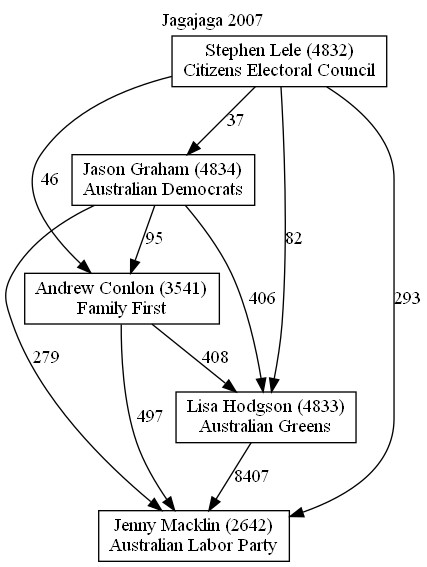 Jagajaga 2007
Stephen Lele (4832)
Citizens Electoral Council
37
Jason Graham (4834)
Australian Democrats
46
95
82
Andrew Conlon (3541)
Family First
406
293
279
408
Lisa Hodgson (4833)
Australian Greens
497
8407
Jenny Macklin (2642)
Australian Labor Party